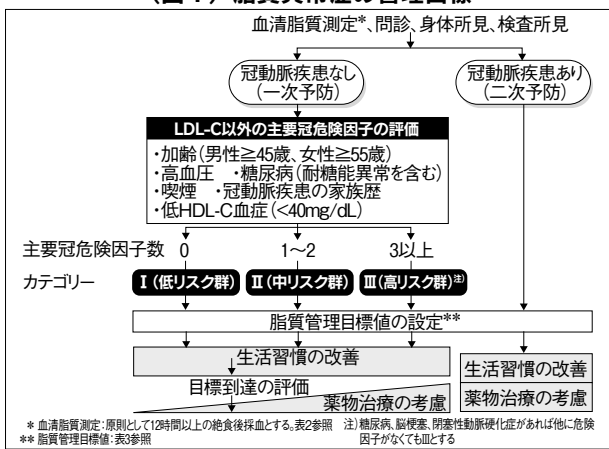 (図1) 脂質異常症の管理目標
血清脂質測定*、問診、身体所見、検査所見
冠動脈疾患なし
(一次予防)
冠動脈疾患あり
(二次予防)
LDL-C以外の主要冠危険因子の評価
・加齢(男性≧45歳、女性≧55歳)
・高血圧 ・糖尿病(耐糖能異常を含む)
・喫煙 ・冠動脈疾患の家族歴
・低HDL-C血症(<40mg/dL)
主要冠危険因子数 0 1〜2 3以上
カテゴリー Ⅰ(低リスク群) Ⅱ(中リスク群) Ⅲ(高リスク群)注)
脂質管理目標値の設定**
生活習慣の改善
目標到達の評価
薬物治療の考慮
生活習慣の改善
薬物治療の考慮
* 血清脂質測定:原則として12時間以上の絶食後採血とする。表2参照
** 脂質管理目標値:表3参照
注)糖尿病、脳梗塞、閉塞性動脈硬化症があれば他に危険
因子がなくてもⅢとする